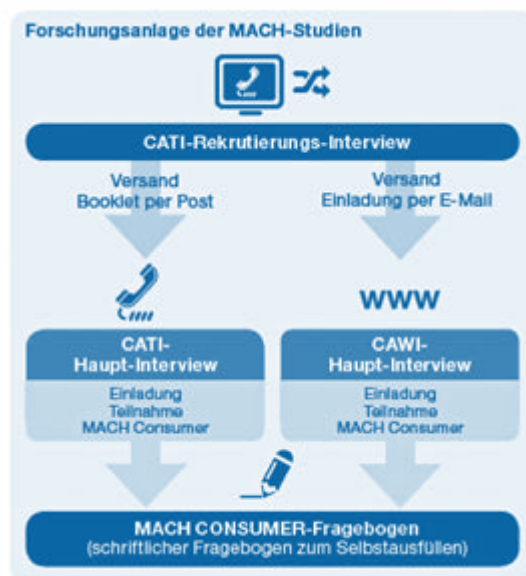 Forschungsanlage der MACH-Studien
CATI-Rekrutierungs-Interview
Versand
Booklet per Post
Versand
Einladung per E-Mail
www
CATI-
Haupt-Interview
Einladung
Teilnahme
MACH Consumer
CAWI-
Haupt-Interview
Einladung
Teilnahme
MACH Consumer
MACH CONSUMER-Fragebogen
(schriftlicher Fragebogen zum Selbstausfüllen)